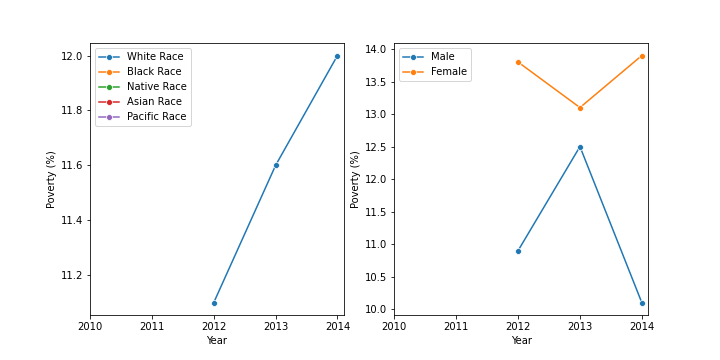 12.0
11.8
11.6
11.4
11.2
Poverty (%)
2010 2011 2012 2013 2014
Year
White Race
Black Race
Native Race
Asian Race
Pacific Race
14.0
13.5
13.0
12.5
12.0
11.5
11.0
10.5
10.0
Poverty (%)
2010 2011 2012 2013 2014
Year
Male
Female